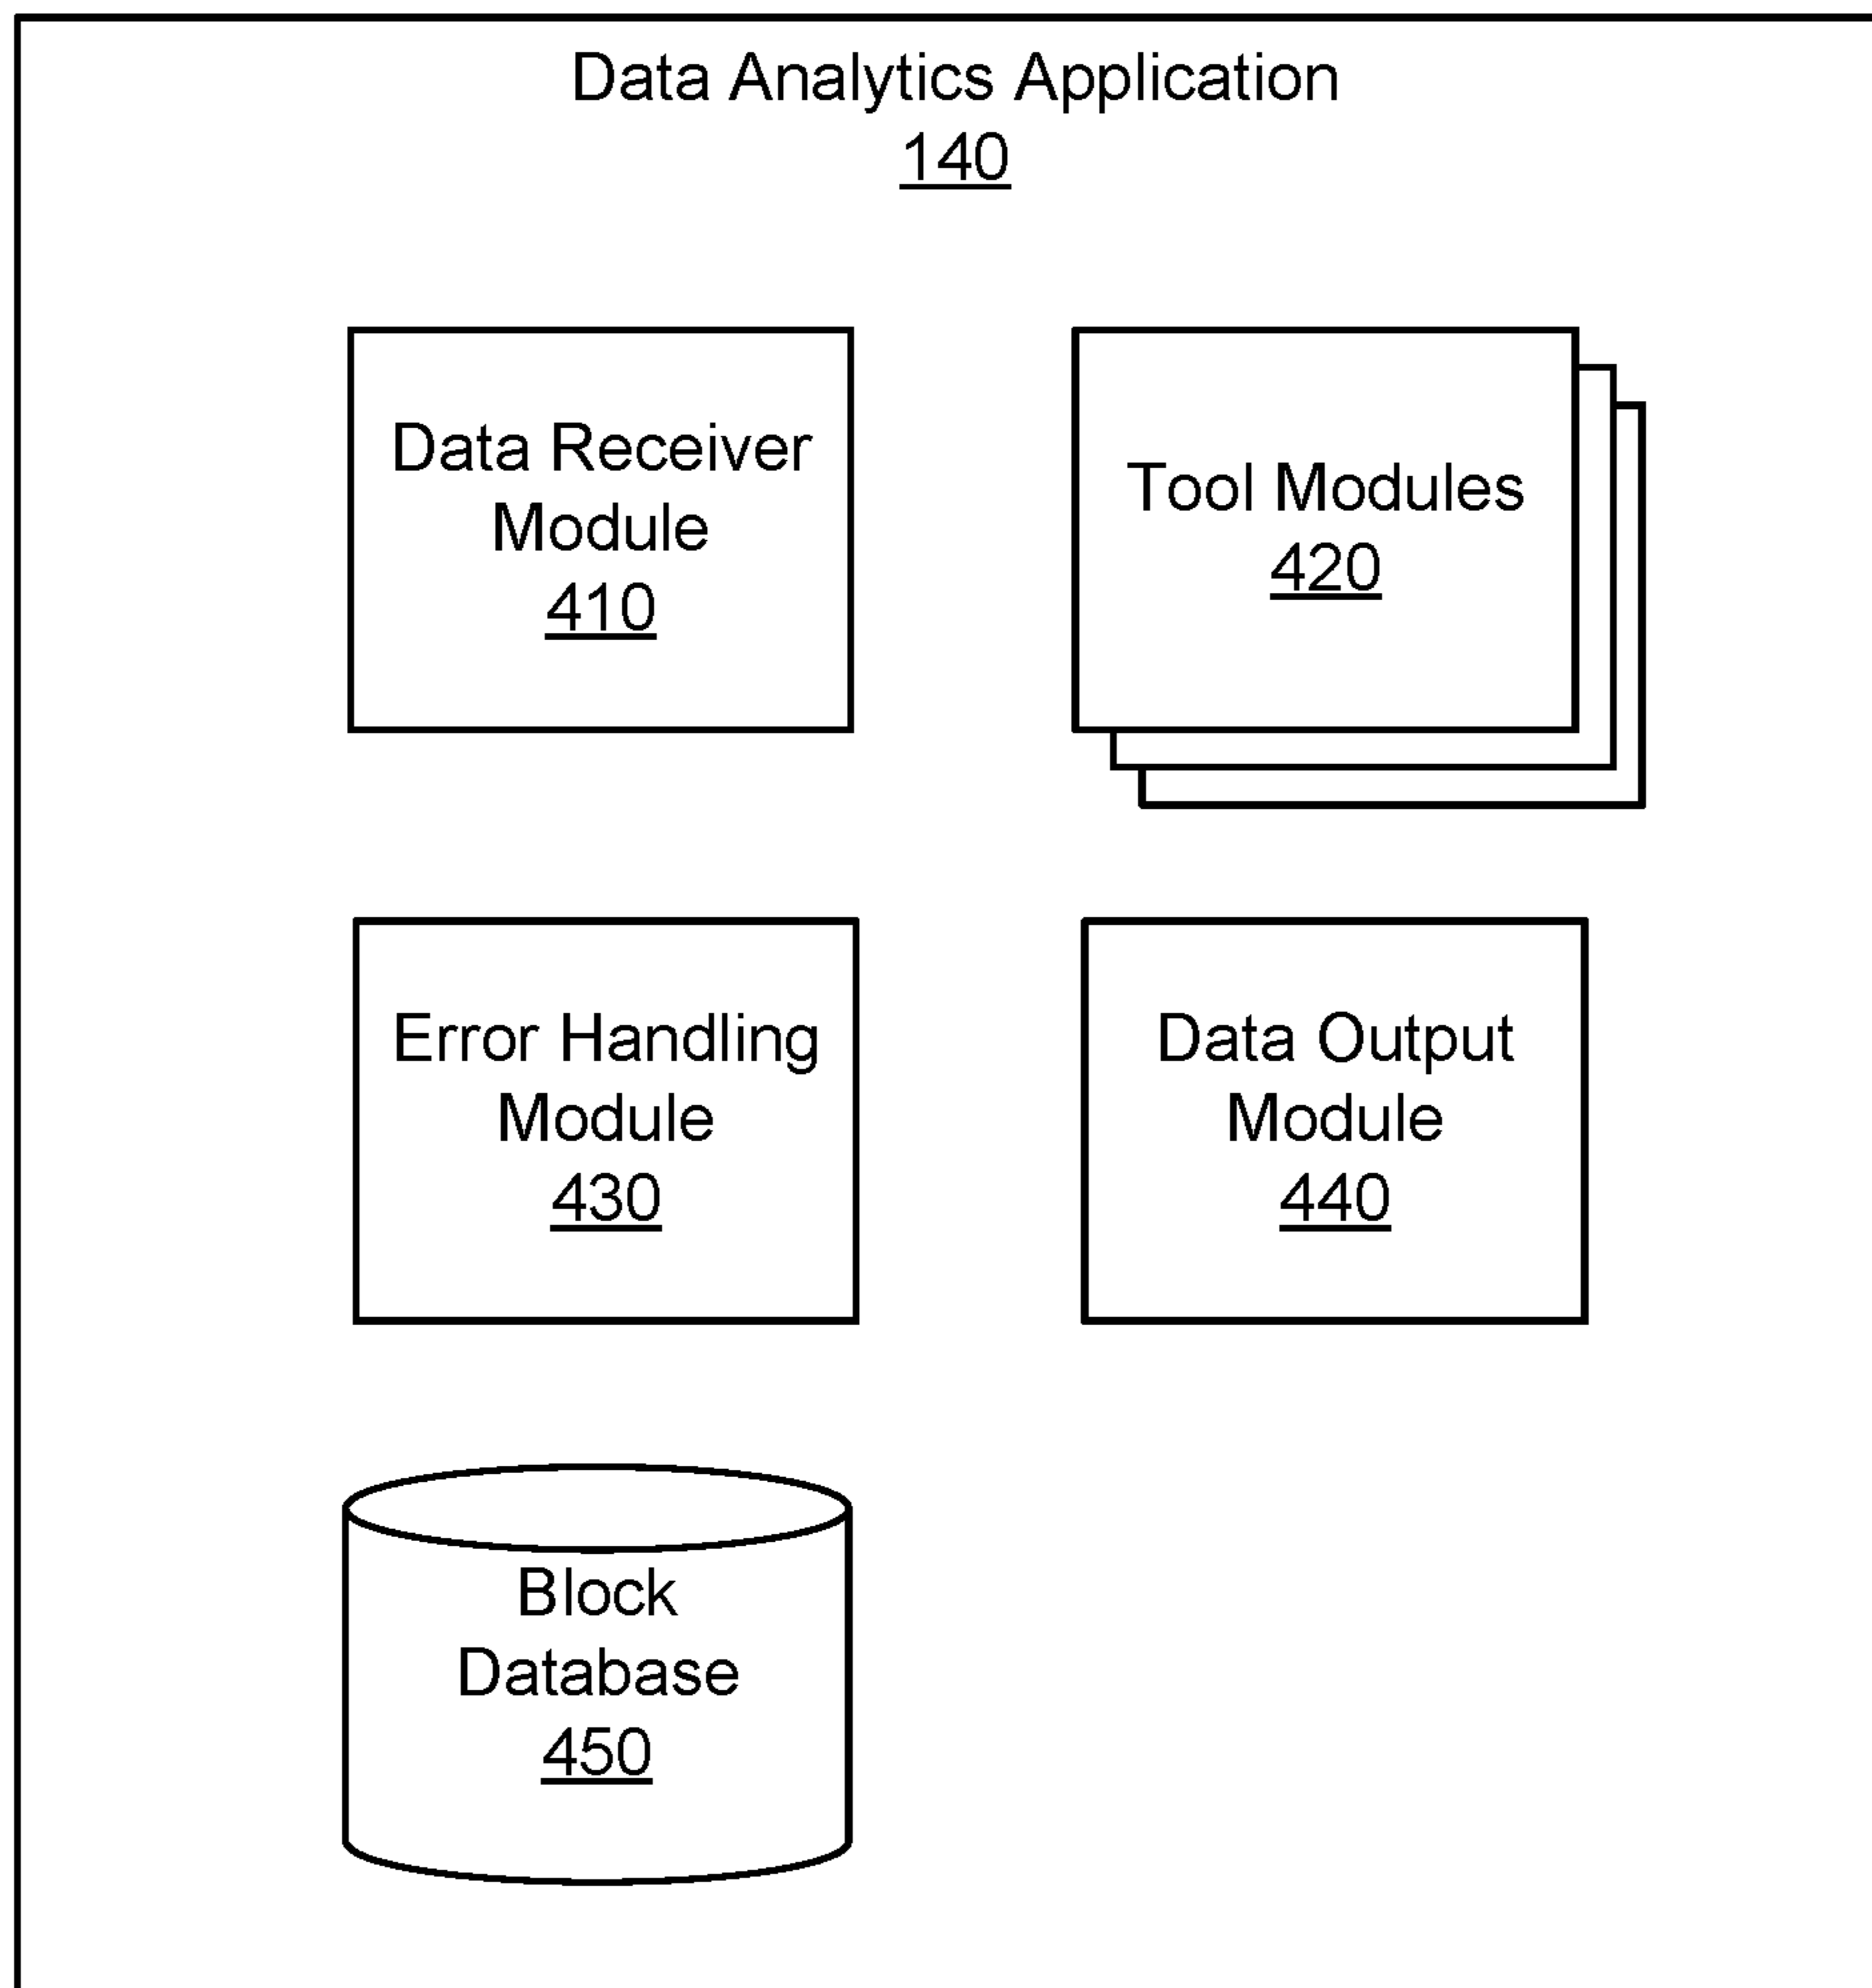 Data Analytics Application
140
Data Receiver
Module
410
Tool Modules
420
Error Handling
Module
430
Data Output
Module
440
Block
Database
450